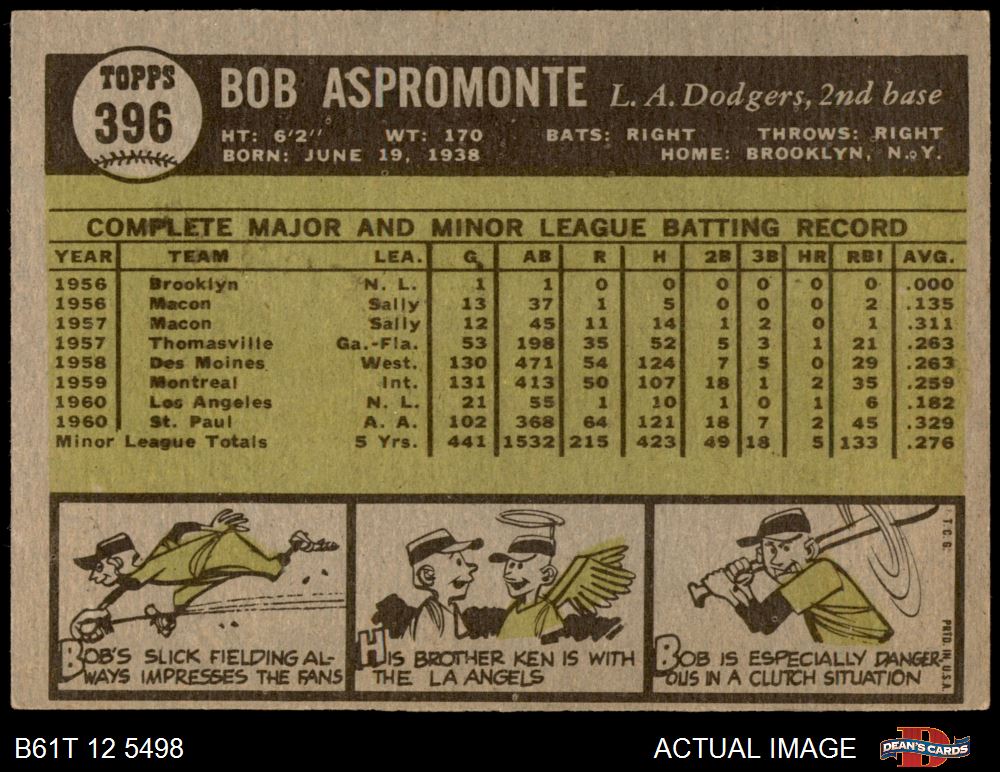 TOPPS
396
BOB ASPROMONTE L. A. Dodgers, 2nd base
HT: 6'2" WT: 170 BATS: RIGHT THROWS: RIGHT
BORN: JUNE 19, 1938 HOME: BROOKLYN, N. Y.
COMPLETE MAJOR AND MINOR LEAGUE BATTING RECORD
YEAR TEAM LEA. G AB R H 2B 3B HR RBI AVG.
1956 Brooklyn N. L. 1 1 0 0 0 0 0 0 .000
1956 Macon Sally 13 37 1 5 0 0 0 2 .135
1957 Macon Sally 12 45 11 14 1 2 0 1 .311
1957 Thomasville Ga.-Fla. 53 198 35 52 5 3 1 21 .263
1958 Des Moines West. 130 471 54 124 7 5 0 29 .263
1959 Montreal Int. 131 413 50 107 18 1 2 35 .259
1960 Los Angeles N. L. 21 55 1 10 1 0 1 6 .182
1960 St. Paul A. A. 102 368 64 121 18 7 2 45 .329
Minor League Totals 5 Yrs. 441 1532 215 423 49 18 5 133 .276
BOB'S SLICK FIELDING AL-
WAYS IMPRESSES THE FANS
HIS BROTHER KEN IS WITH
THE LA ANGELS
BOB IS ESPECIALLY DANGER-
OUS IN A CLUTCH SITUATION
T. C. G.
PRTD. IN U.S.A.
B61T 12 5498
ACTUAL IMAGE
DEAN'S CARDS